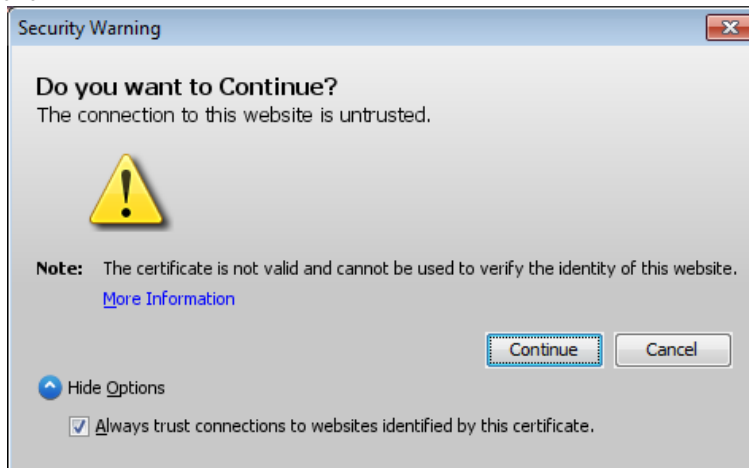 Security Warning
Do you want to Continue?
The connection to this website is untrusted.
Note: The certificate is not valid and cannot be used to verify the identity of this website.
More Information
Continue Cancel
Hide Options
Always trust connections to websites identified by this certificate.